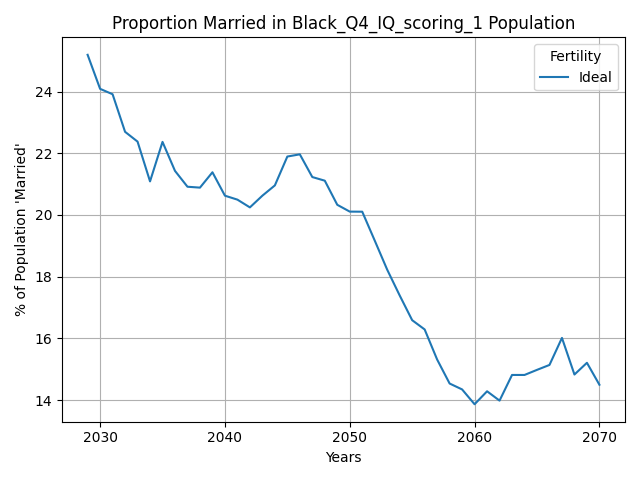 Proportion Married in Black_Q4_IQ_scoring_1 Population
Fertility
Ideal
% of Population 'Married'
24
22
20
18
16
14
2030 2040 2050 2060 2070
Years